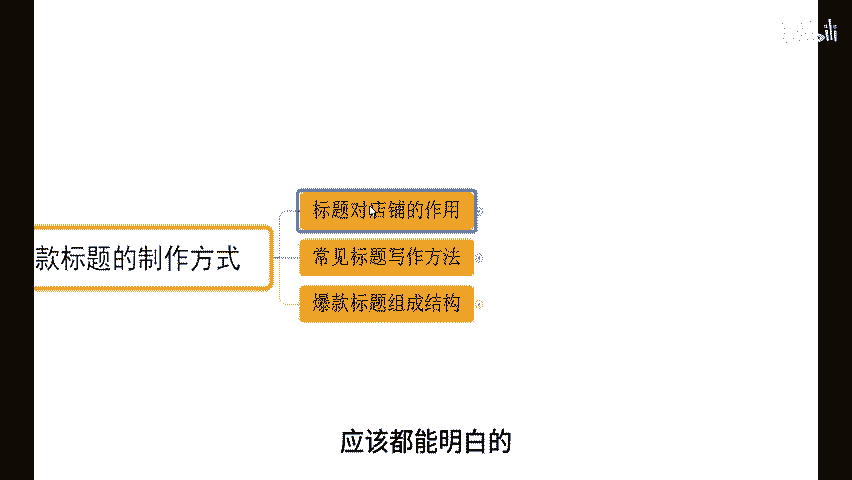 标题对店铺的作用
款标题的制作方式
常见标题写作方法
爆款标题组成结构
应该都能明白的